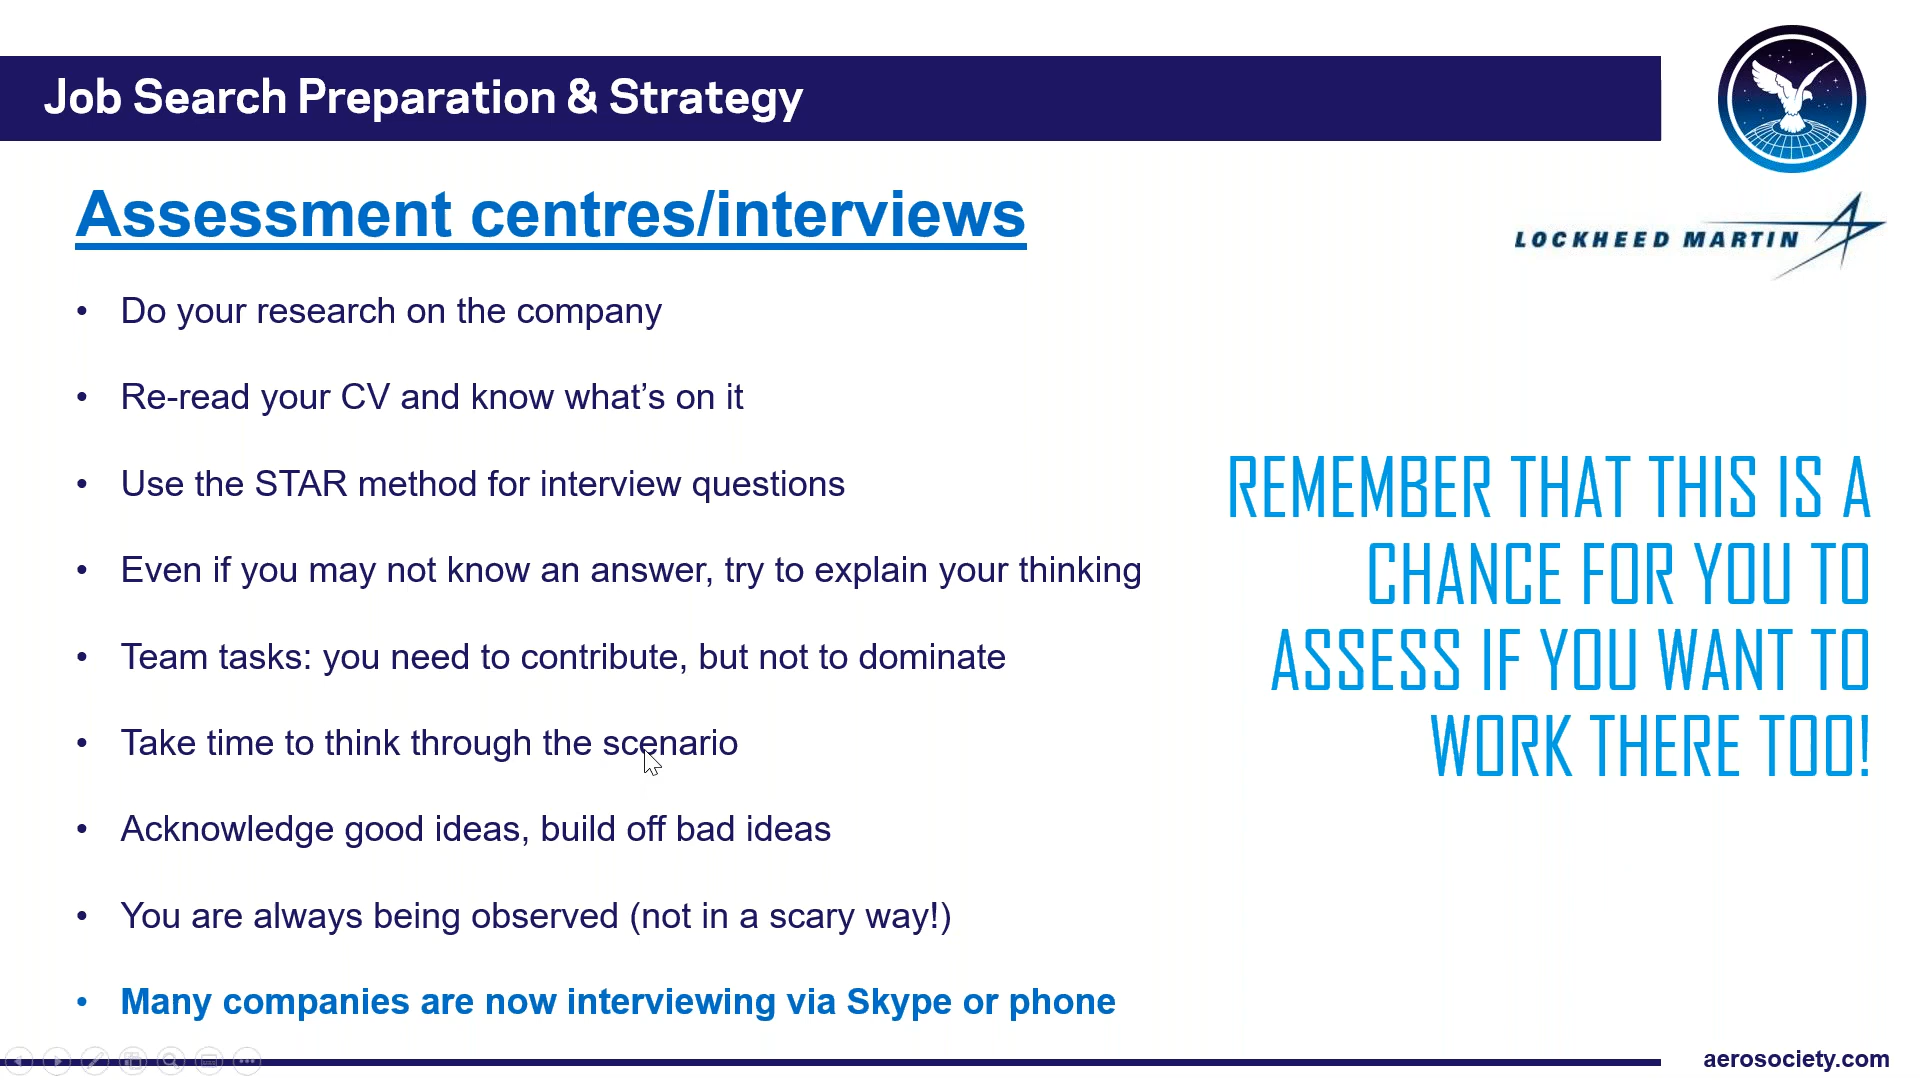 Job Search Preparation & Strategy
Assessment centres/interviews
LOCKHEED MARTIN
• Do your research on the company
• Re-read your CV and know what’s on it
• Use the STAR method for interview questions
• Even if you may not know an answer, try to explain your thinking
• Team tasks: you need to contribute, but not to dominate
• Take time to think through the scenario
• Acknowledge good ideas, build off bad ideas
• You are always being observed (not in a scary way!)
• Many companies are now interviewing via Skype or phone
REMEMBER THAT THIS IS A
CHANCE FOR YOU TO
ASSESS IF YOU WANT TO
WORK THERE TOO!
aerosociety.com